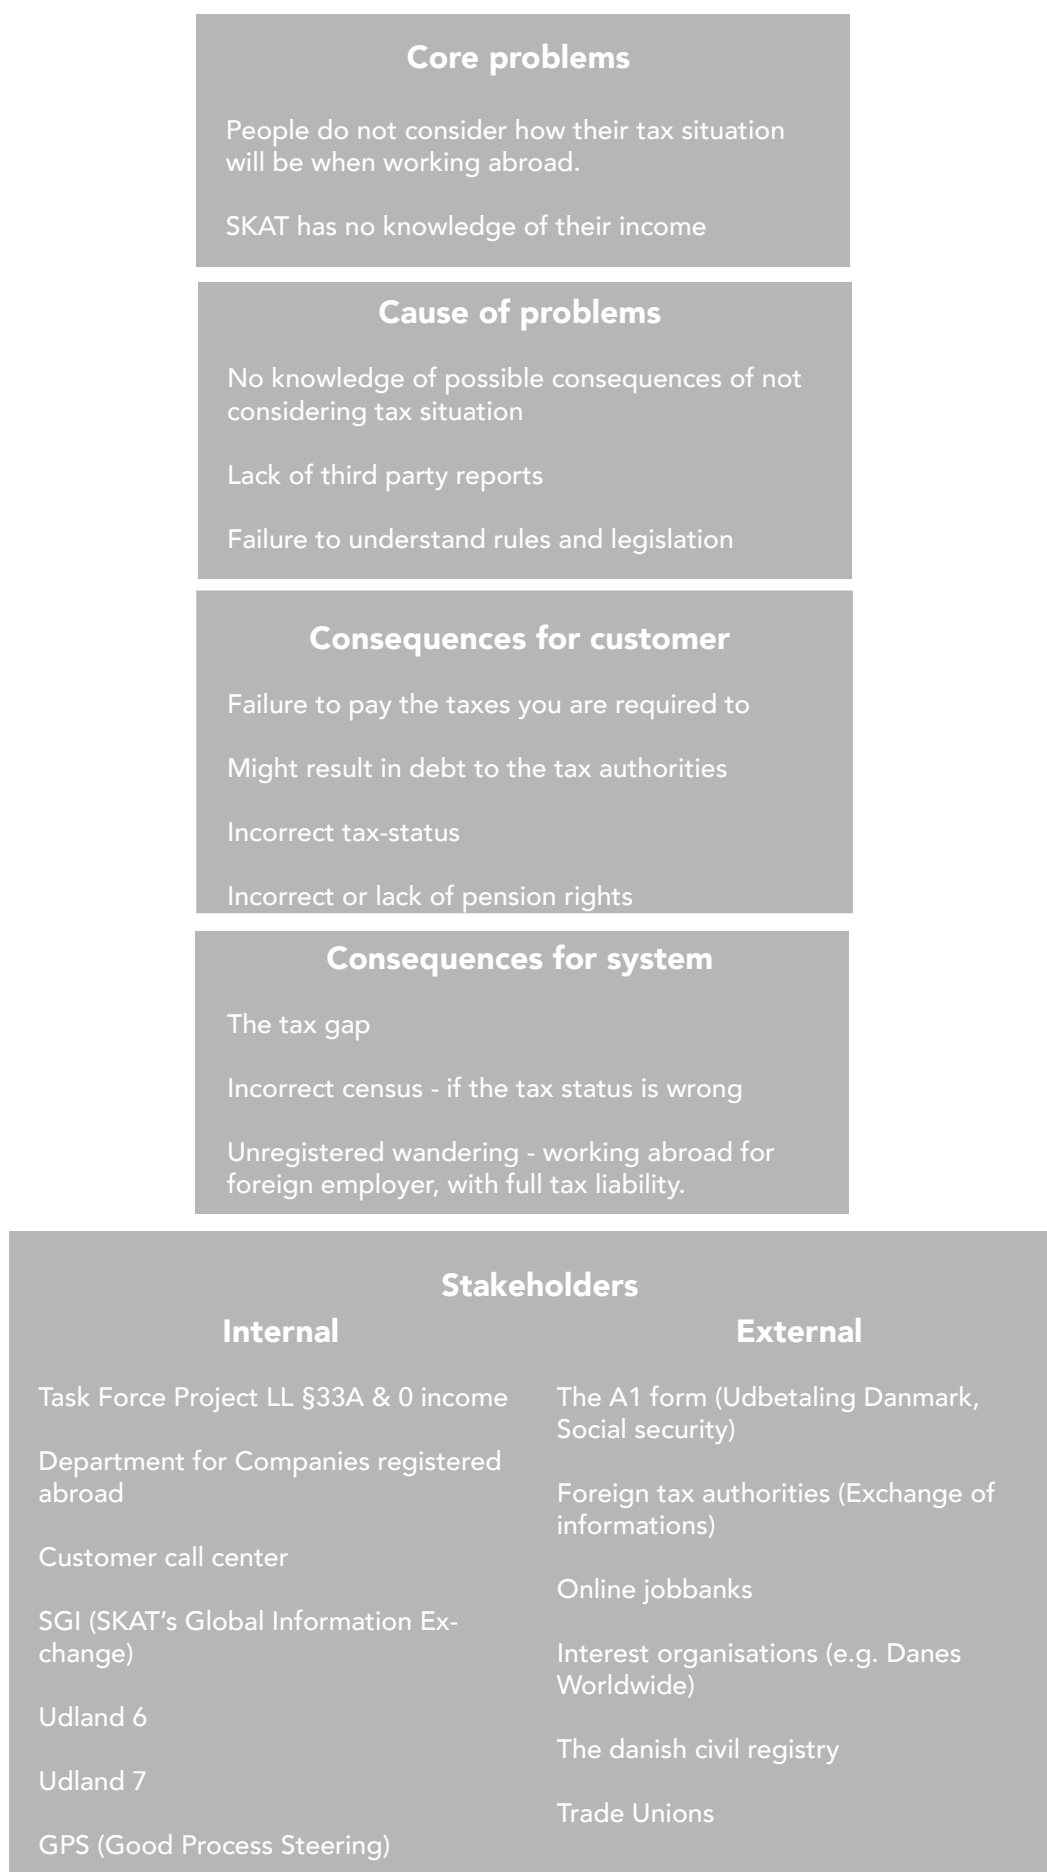 Core problems
People do not consider how their tax situation
will be when working abroad.
SKAT has no knowledge of their income
Cause of problems
No knowledge of possible consequences of not
considering tax situation
Lack of third party reports
Failure to understand rules and legislation
Consequences for customer
Failure to pay the taxes you are required to
Might result in debt to the tax authorities
Incorrect tax-status
Incorrect or lack of pension rights
Consequences for system
The tax gap
Incorrect census - if the tax status is wrong
Unregistered wandering - working abroad for
foreign employer, with full tax liability.
Stakeholders
Internal
Task Force Project LL §33A & 0 income
Department for Companies registered
abroad
Customer call center
SGI (SKAT's Global Information Ex-
change)
Udland 6
Udland 7
GPS (Good Process Steering)
External
The A1 form (Udbetaling Danmark,
Social security)
Foreign tax authorities (Exchange of
informations)
Online jobbanks
Interest organisations (e.g. Danes
Worldwide)
The danish civil registry
Trade Unions